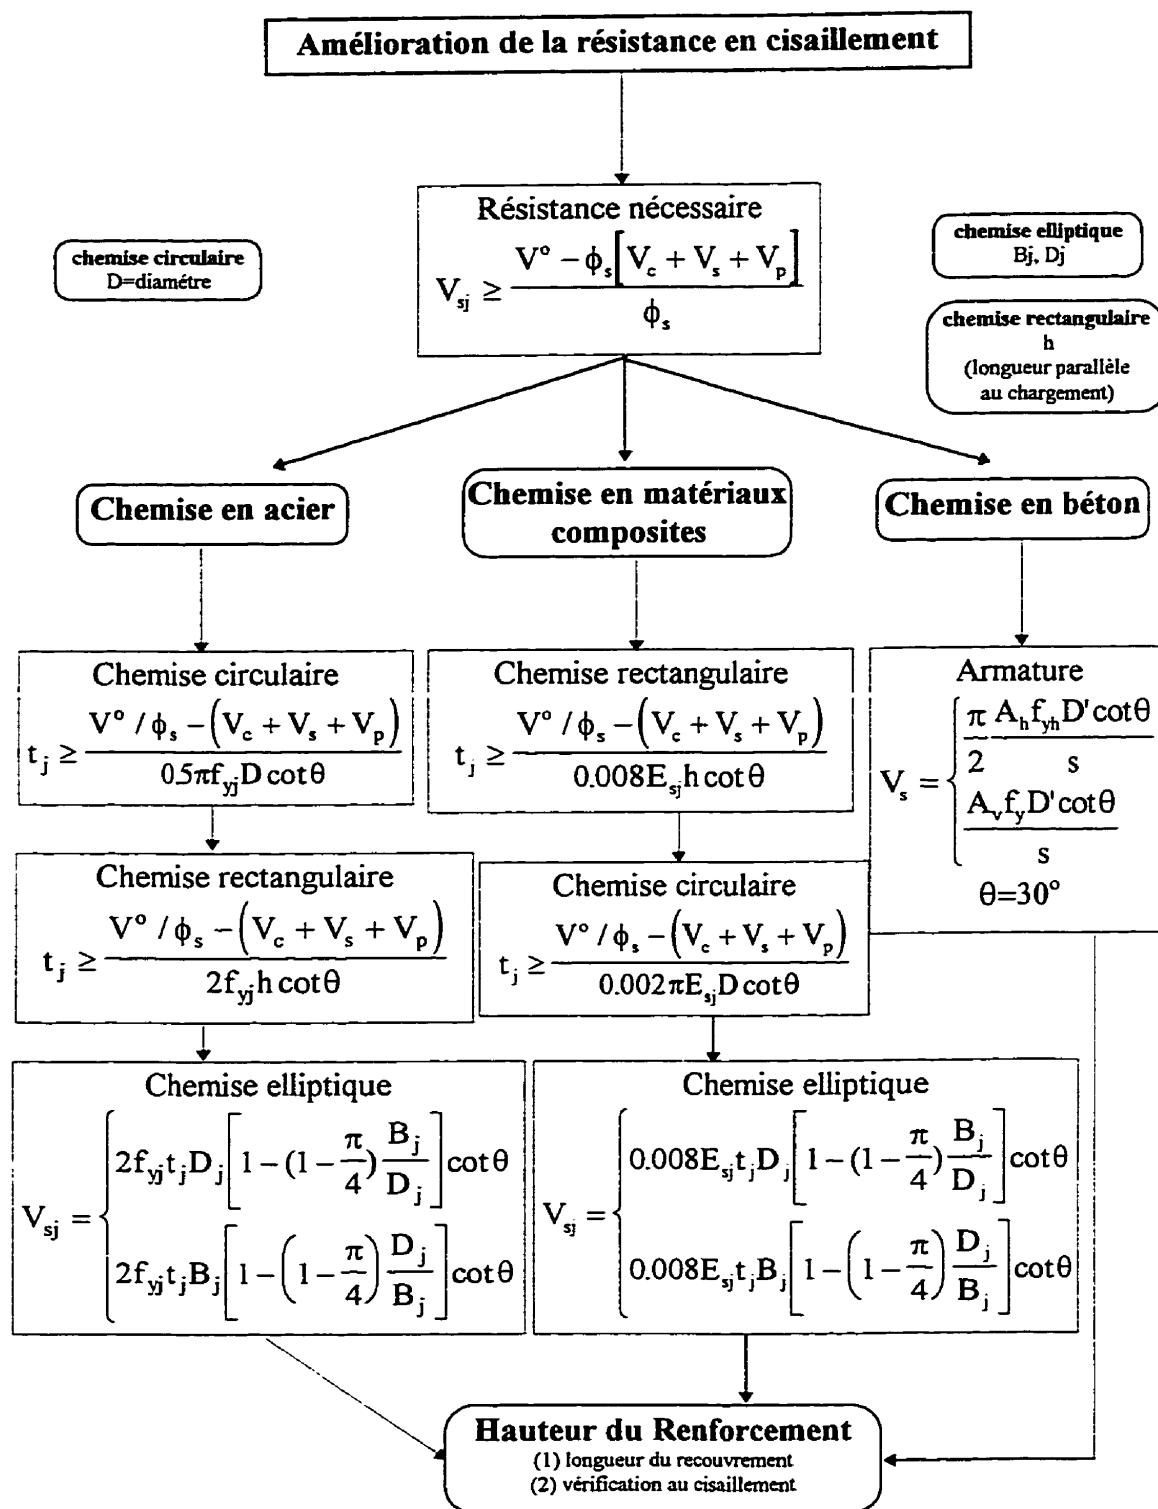 Amélioration de la résistance en cisaillement
Résistance nécessaire
V_sj ≥ (V° − ϕ_s[V_c + V_s + V_p]) / ϕ_s
chemise circulaire
D=diamétre
chemise elliptique
Bj, Dj
chemise rectangulaire
h
(longueur parallèle
au chargement)
Chemise en acier
Chemise en matériaux
composites
Chemise en béton
Chemise circulaire
t_j ≥ (V° / ϕ_s − (V_c + V_s + V_p)) / (0.5πf_yj D cotθ)
Chemise rectangulaire
t_j ≥ (V° / ϕ_s − (V_c + V_s + V_p)) / (2f_yj h cotθ)
Chemise elliptique
V_sj = { 2f_yj t_j D_j [1 − (1 − π/4) B_j/D_j] cotθ
2f_yj t_j B_j [1 − (1 − π/4) D_j/B_j] cotθ
Chemise rectangulaire
t_j ≥ (V° / ϕ_s − (V_c + V_s + V_p)) / (0.008E_sj h cotθ)
Chemise circulaire
t_j ≥ (V° / ϕ_s − (V_c + V_s + V_p)) / (0.002πE_sj D cotθ)
Chemise elliptique
V_sj = { 0.008E_sj t_j D_j [1 − (1 − π/4) B_j/D_j] cotθ
0.008E_sj t_j B_j [1 − (1 − π/4) D_j/B_j] cotθ
Armature
V_s = { π/2 A_h f_yh D' cotθ / s
A_v f_y D' cotθ / s
θ=30°
Hauteur du Renforcement
(1) longueur du recouvrement
(2) vérification au cisaillement